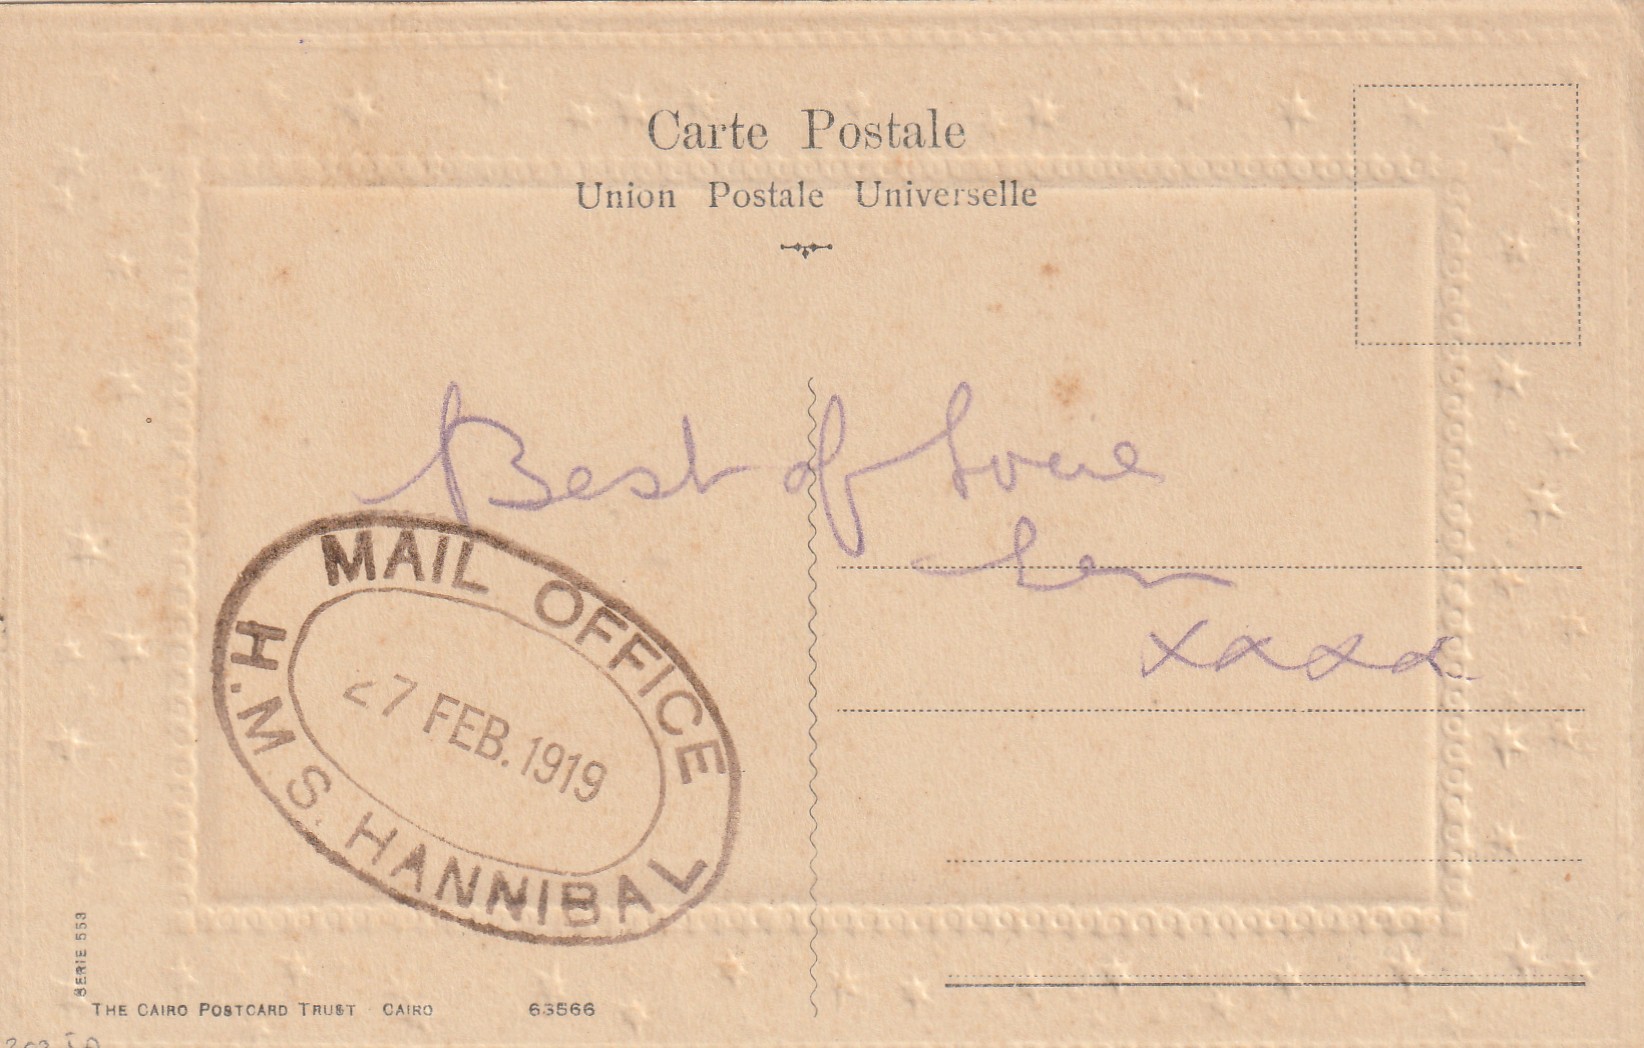 Carte Postale
Union Postale Universelle
Best of Love
Len
xxxx
MAIL OFFICE
27 FEB. 1919
H.M.S. HANNIBAL
SERIE 553
THE CAIRO POSTCARD TRUST CAIRO 63566